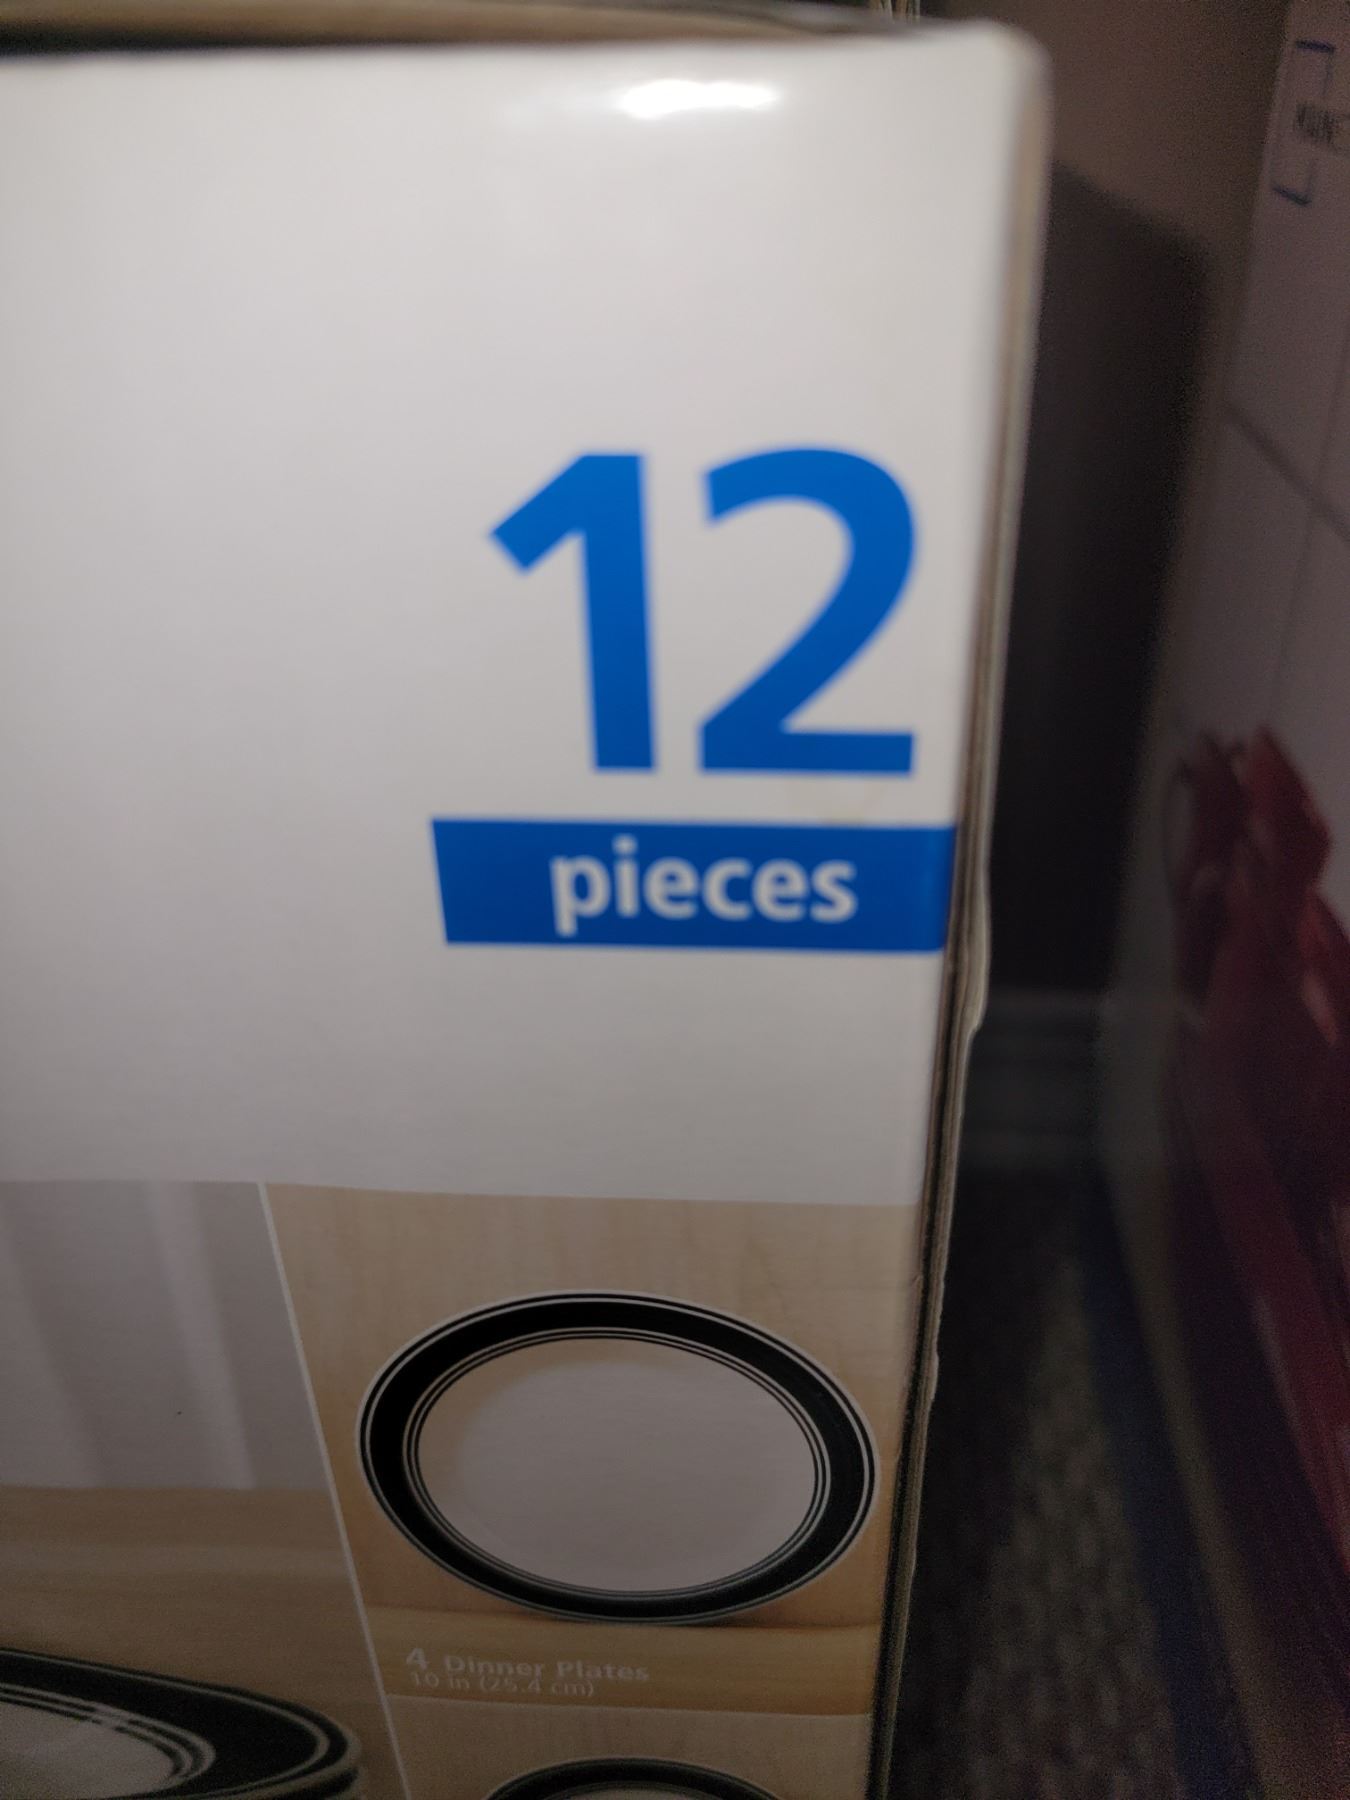 12
pieces
4 Dinner Plates
10 in (25.4 cm)